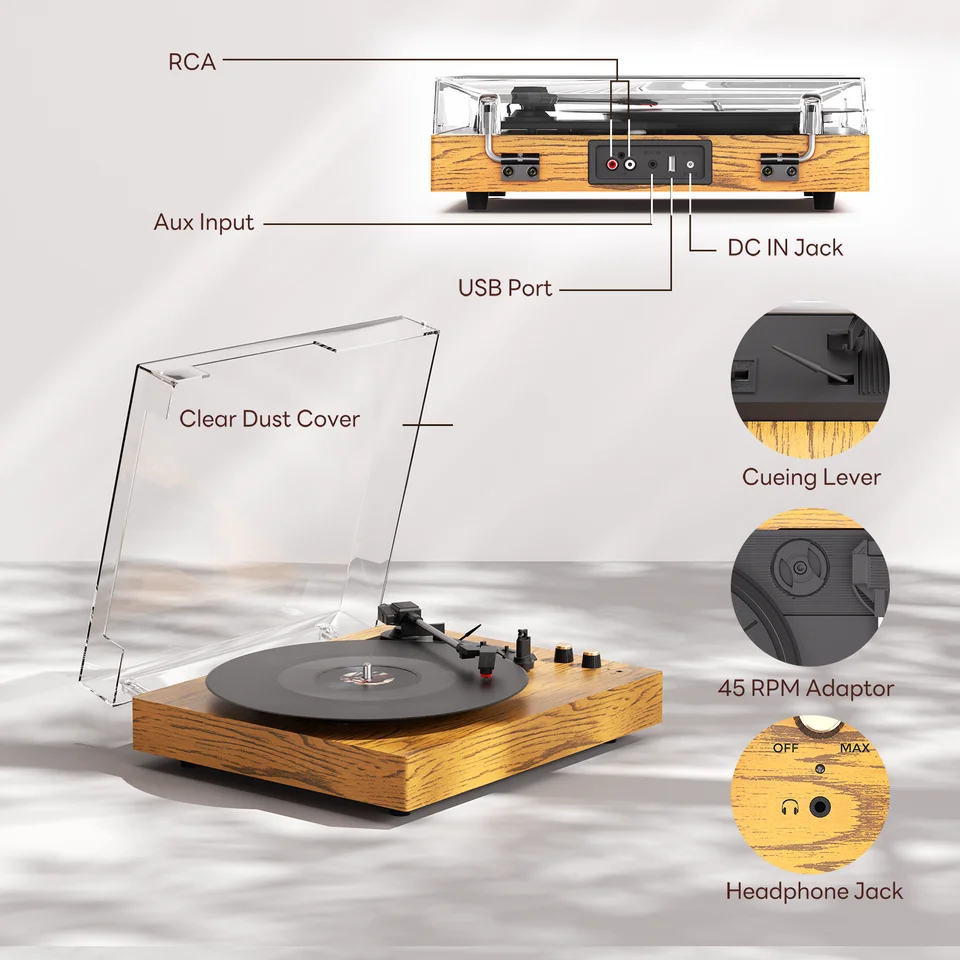 RCA
Aux Input
DC IN Jack
USB Port
Clear Dust Cover
Cueing Lever
45 RPM Adaptor
OFF MAX
Headphone Jack